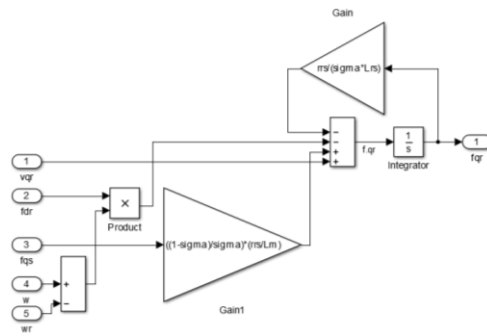 Gain
rrs/(sigma*Lrs)
−
−
+
+
f.qr
1
s
Integrator
1
fqr
1
vqr
2
fdr
×
Product
3
fqs
((1-sigma)/sigma)*(rrs/Lm)
4
w
+
−
5
wr
Gain1